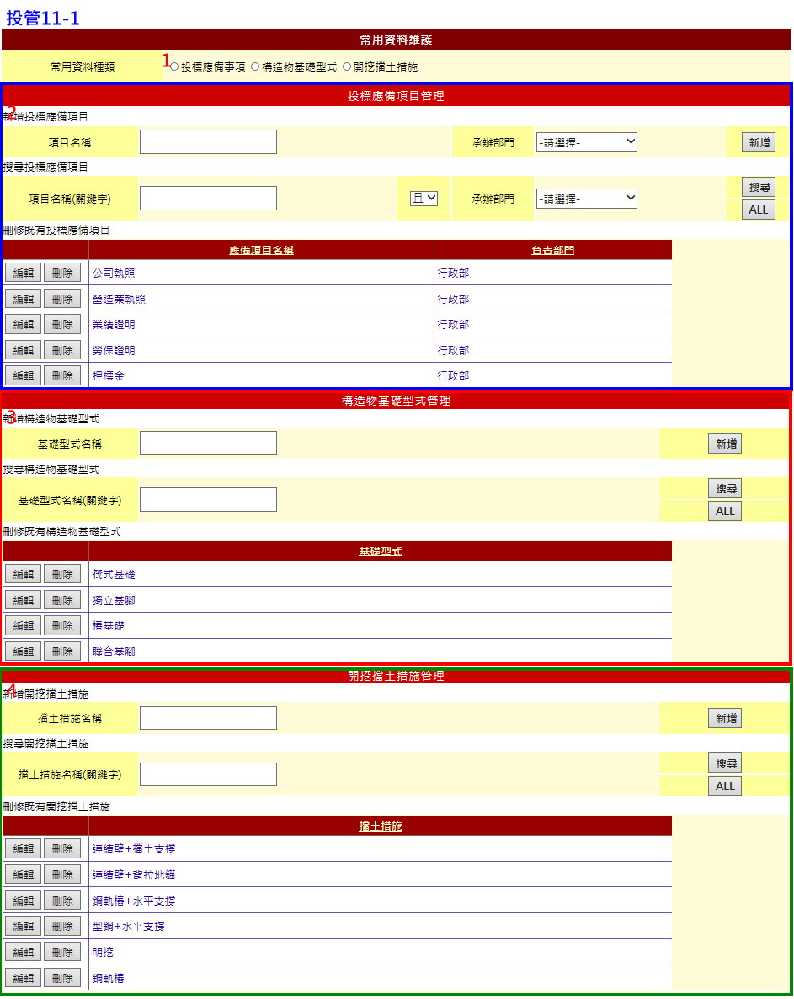 投管11-1
常用資料維護
常用資料種類 1 投標應備事項 構造物基礎型式 開挖擋土措施
投標應備項目管理
2
新增投標應備項目
項目名稱 承辦部門 -請選擇- 新增
搜尋投標應備項目
項目名稱(關鍵字) 且 承辦部門 -請選擇- 搜尋
ALL
刪修既有投標應備項目
應備項目名稱 負責部門
編輯 刪除 公司執照 行政部
編輯 刪除 營造業執照 行政部
編輯 刪除 業績證明 行政部
編輯 刪除 勞保證明 行政部
編輯 刪除 押標金 行政部
構造物基礎型式管理
3
新增構造物基礎型式
基礎型式名稱 新增
搜尋構造物基礎型式
基礎型式名稱(關鍵字) 搜尋
ALL
刪修既有構造物基礎型式
基礎型式
編輯 刪除 筏式基礎
編輯 刪除 獨立基腳
編輯 刪除 樁基礎
編輯 刪除 聯合基腳
開挖擋土措施管理
4
新增開挖擋土措施
擋土措施名稱 新增
搜尋開挖擋土措施
擋土措施名稱(關鍵字) 搜尋
ALL
刪修既有開挖擋土措施
擋土措施
編輯 刪除 連續壁+擋土支撐
編輯 刪除 連續壁+背拉地錨
編輯 刪除 鋼軌樁+水平支撐
編輯 刪除 型鋼+水平支撐
編輯 刪除 明挖
編輯 刪除 鋼軌樁